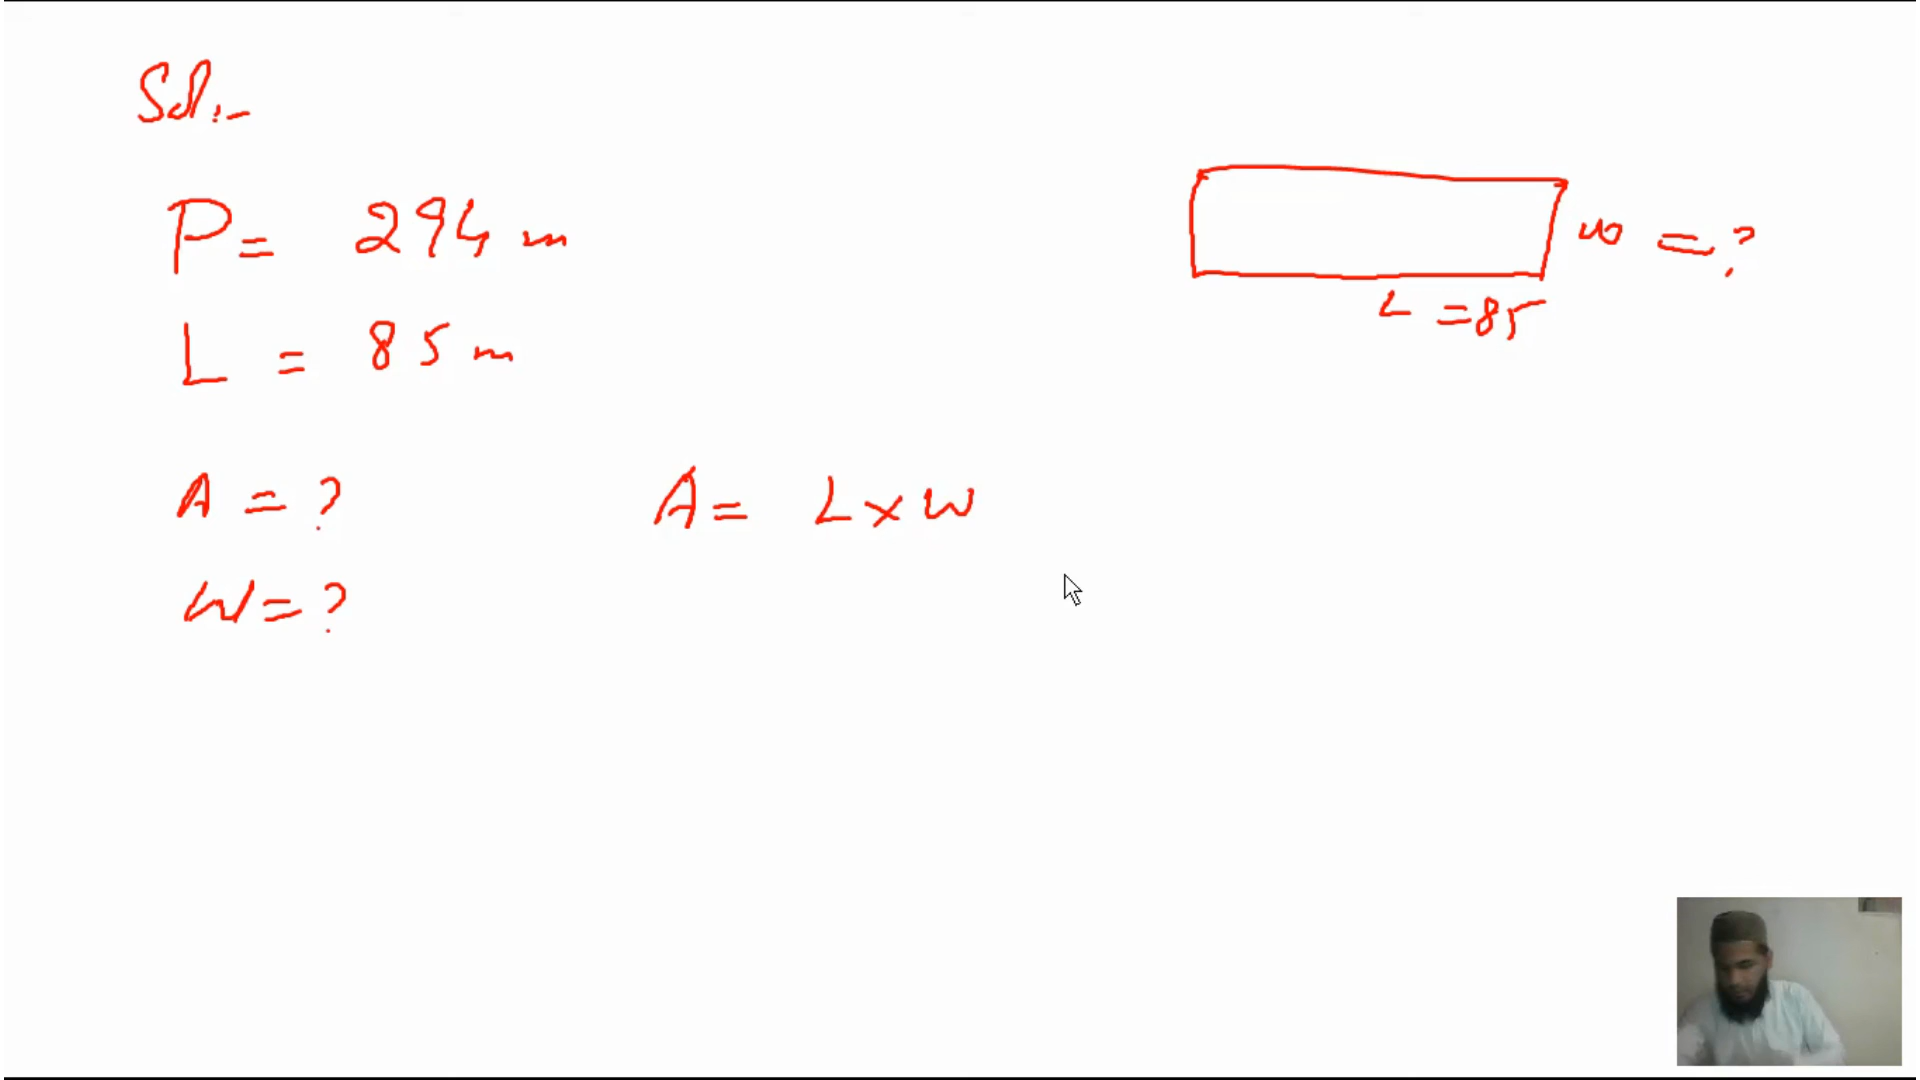 Sol:-
P = 294 m
L = 85 m
w = ?
L = 85
A = ?
A = L × W
W = ?